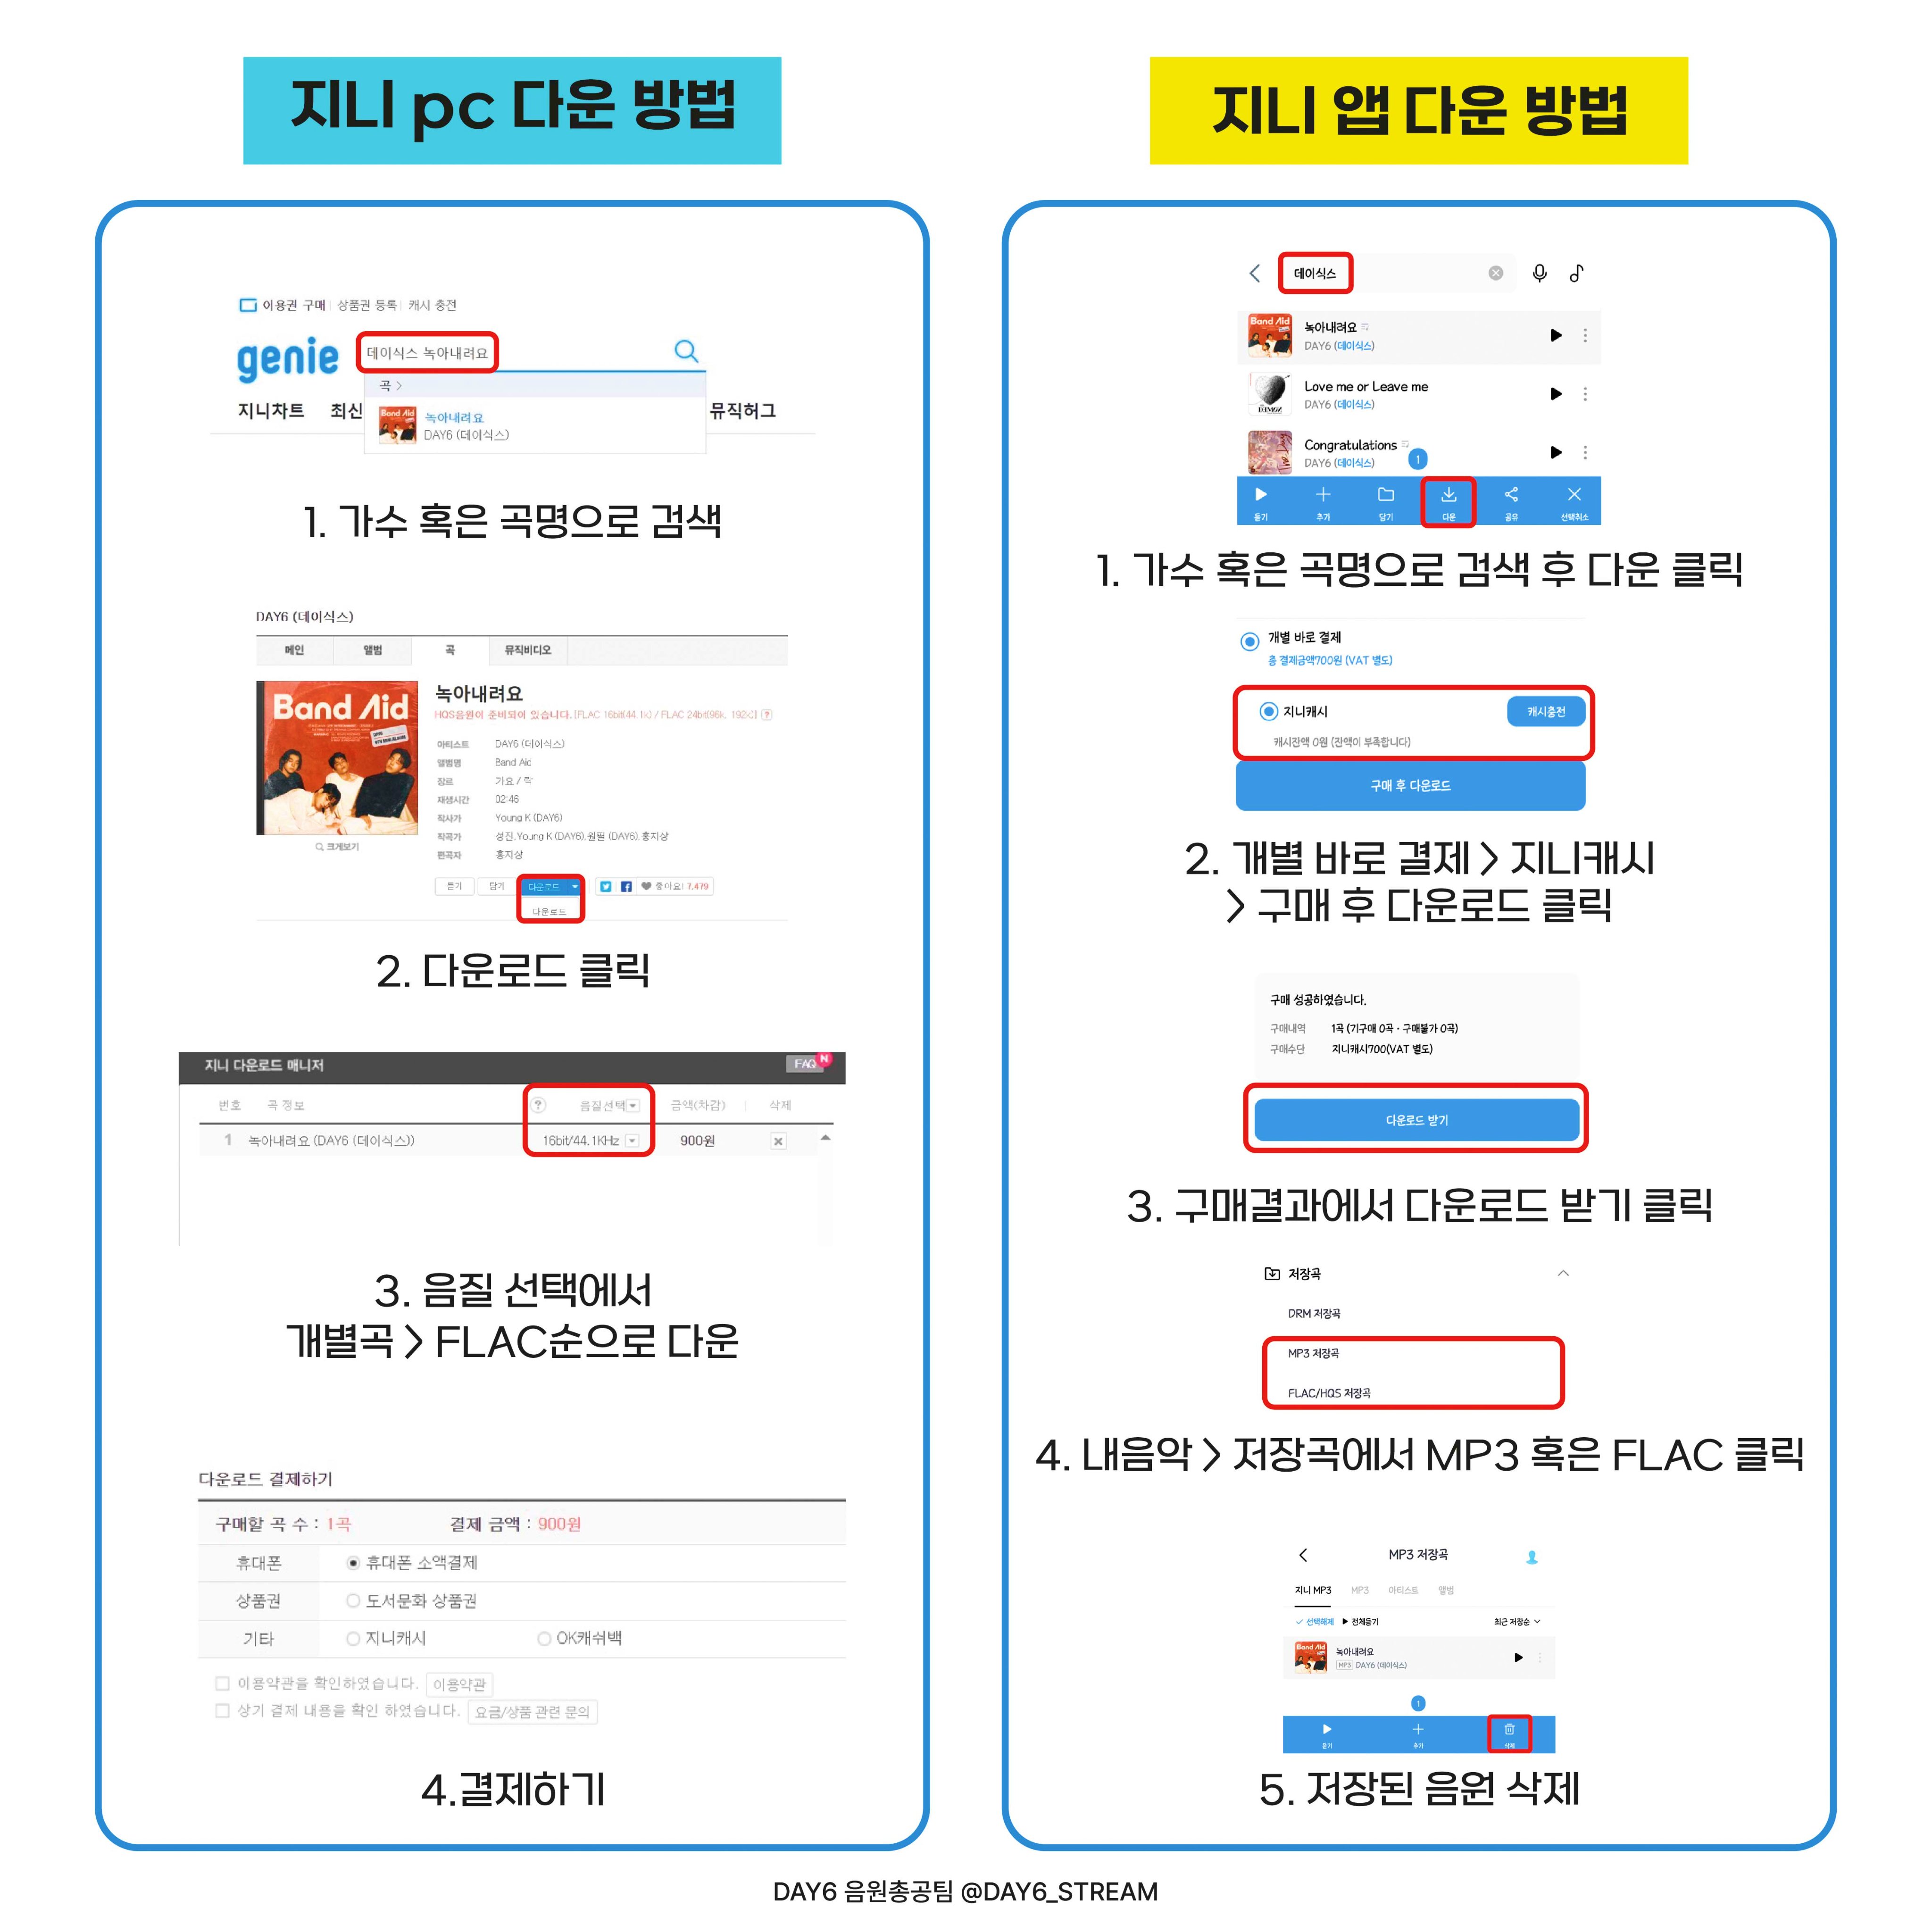 지니 pc 다운 방법
이용권 구매 | 상품권 등록 | 캐시 충전
genie
데이식스 녹아내려요
곡 >
지니차트 최신
뮤직허그
Band Aid
녹아내려요
DAY6 (데이식스)
1. 가수 혹은 곡명으로 검색
DAY6 (데이식스)
메인 앨범 곡 뮤직비디오
Band Aid
녹아내려요
HQS음원이 준비되어 있습니다. [FLAC 16bit(44.1k) / FLAC 24bit(96k, 192k)] ?
아티스트 DAY6 (데이식스)
앨범명 Band Aid
장르 가요 / 락
재생시간 02:46
작사가 Young K (DAY6)
작곡가 성진, Young K (DAY6), 원필 (DAY6), 홍지상
편곡자 홍지상
크게보기
듣기 담기 다운로드 좋아요! 7,479
다운로드
2. 다운로드 클릭
지니 다운로드 매니저 FAQ N
번호 곡 정보 ? 음질선택 금액(차감) | 삭제
1 녹아내려요 (DAY6 (데이식스)) 16bit/44.1KHz 900원
3. 음질 선택에서
개별곡 > FLAC순으로 다운
다운로드 결제하기
구매할 곡 수 : 1곡 결제 금액 : 900원
휴대폰 휴대폰 소액결제
상품권 도서문화 상품권
기타 지니캐시 OK캐쉬백
이용약관을 확인하였습니다. 이용약관
상기 결제 내용을 확인 하였습니다. 요금/상품 관련 문의
4.결제하기
지니 앱 다운 방법
데이식스
Band Aid
녹아내려요
DAY6 (데이식스)
Love me or Leave me
DAY6 (데이식스)
Congratulations
DAY6 (데이식스)
1
듣기 추가 담기 다운 공유 선택취소
1. 가수 혹은 곡명으로 검색 후 다운 클릭
개별 바로 결제
총 결제금액700원 (VAT 별도)
지니캐시 캐시충전
캐시잔액 0원 (잔액이 부족합니다)
구매 후 다운로드
2. 개별 바로 결제 > 지니캐시
> 구매 후 다운로드 클릭
구매 성공하였습니다.
구매내역 1곡 (기구매 0곡 · 구매불가 0곡)
구매수단 지니캐시700(VAT 별도)
다운로드 받기
3. 구매결과에서 다운로드 받기 클릭
저장곡
DRM 저장곡
MP3 저장곡
FLAC/HQS 저장곡
4. 내음악 > 저장곡에서 MP3 혹은 FLAC 클릭
MP3 저장곡
지니 MP3 MP3 아티스트 앨범
선택해제 전체듣기 최근 저장순
Band Aid
녹아내려요
MP3 DAY6 (데이식스)
1
듣기 추가 삭제
5. 저장된 음원 삭제
DAY6 음원총공팀 @DAY6_STREAM